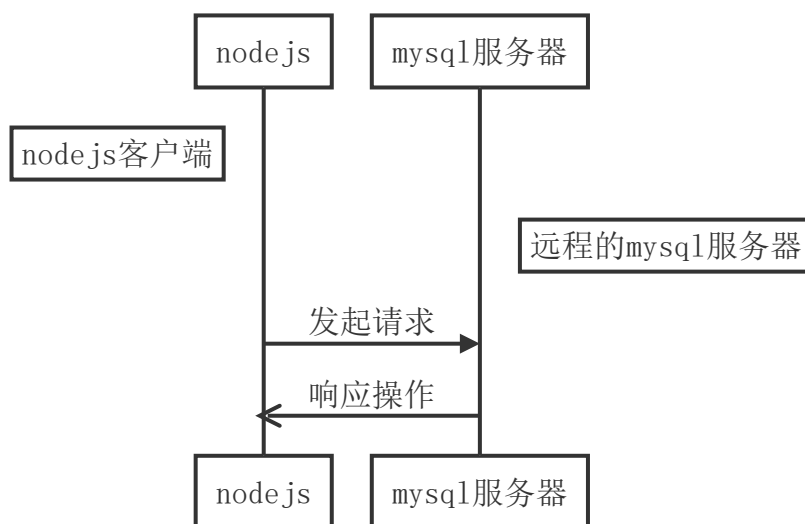 nodejs
mysql服务器
nodejs客户端
远程的mysql服务器
发起请求
响应操作
nodejs
mysql服务器